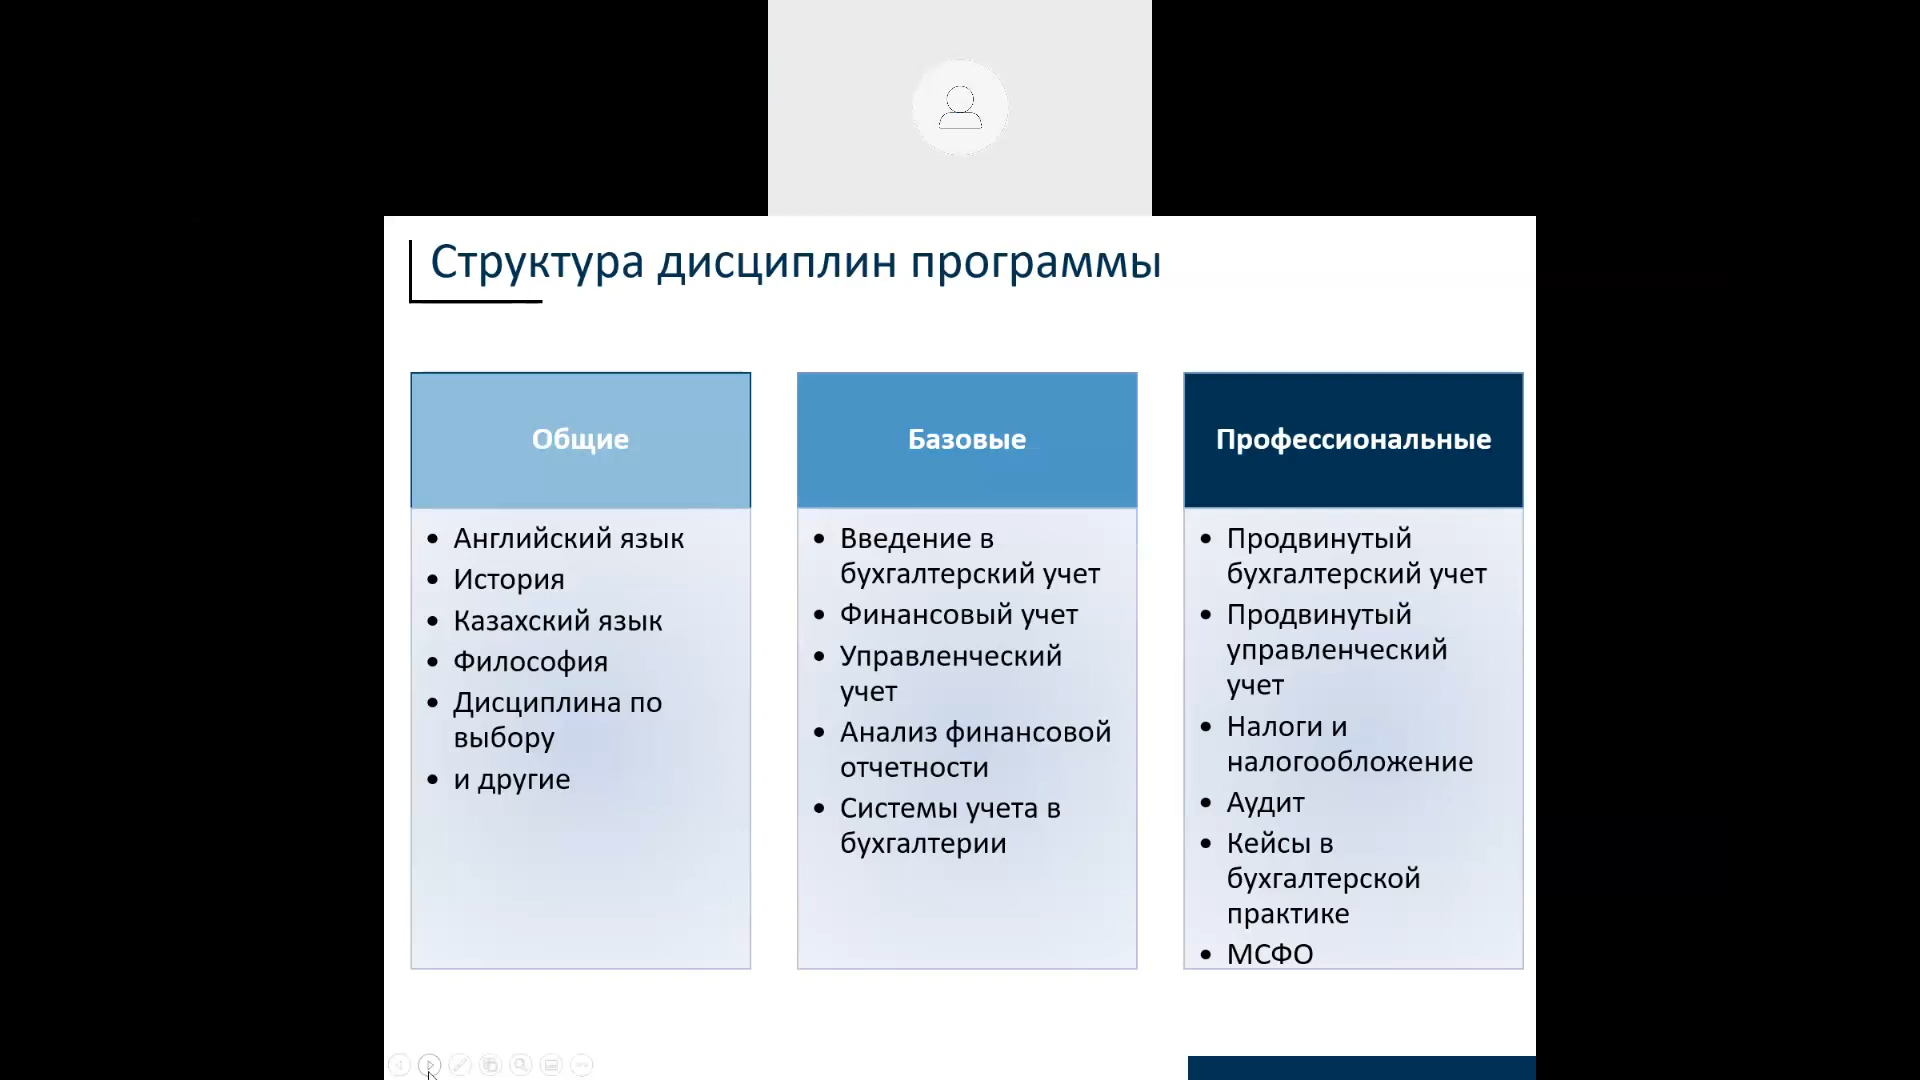 Структура дисциплин программы
Общие
• Английский язык
• История
• Казахский язык
• Философия
• Дисциплина по
выбору
• и другие
Базовые
• Введение в
бухгалтерский учет
• Финансовый учет
• Управленческий
учет
• Анализ финансовой
отчетности
• Системы учета в
бухгалтерии
Профессиональные
• Продвинутый
бухгалтерский учет
• Продвинутый
управленческий
учет
• Налоги и
налогообложение
• Аудит
• Кейсы в
бухгалтерской
практике
• МСФО